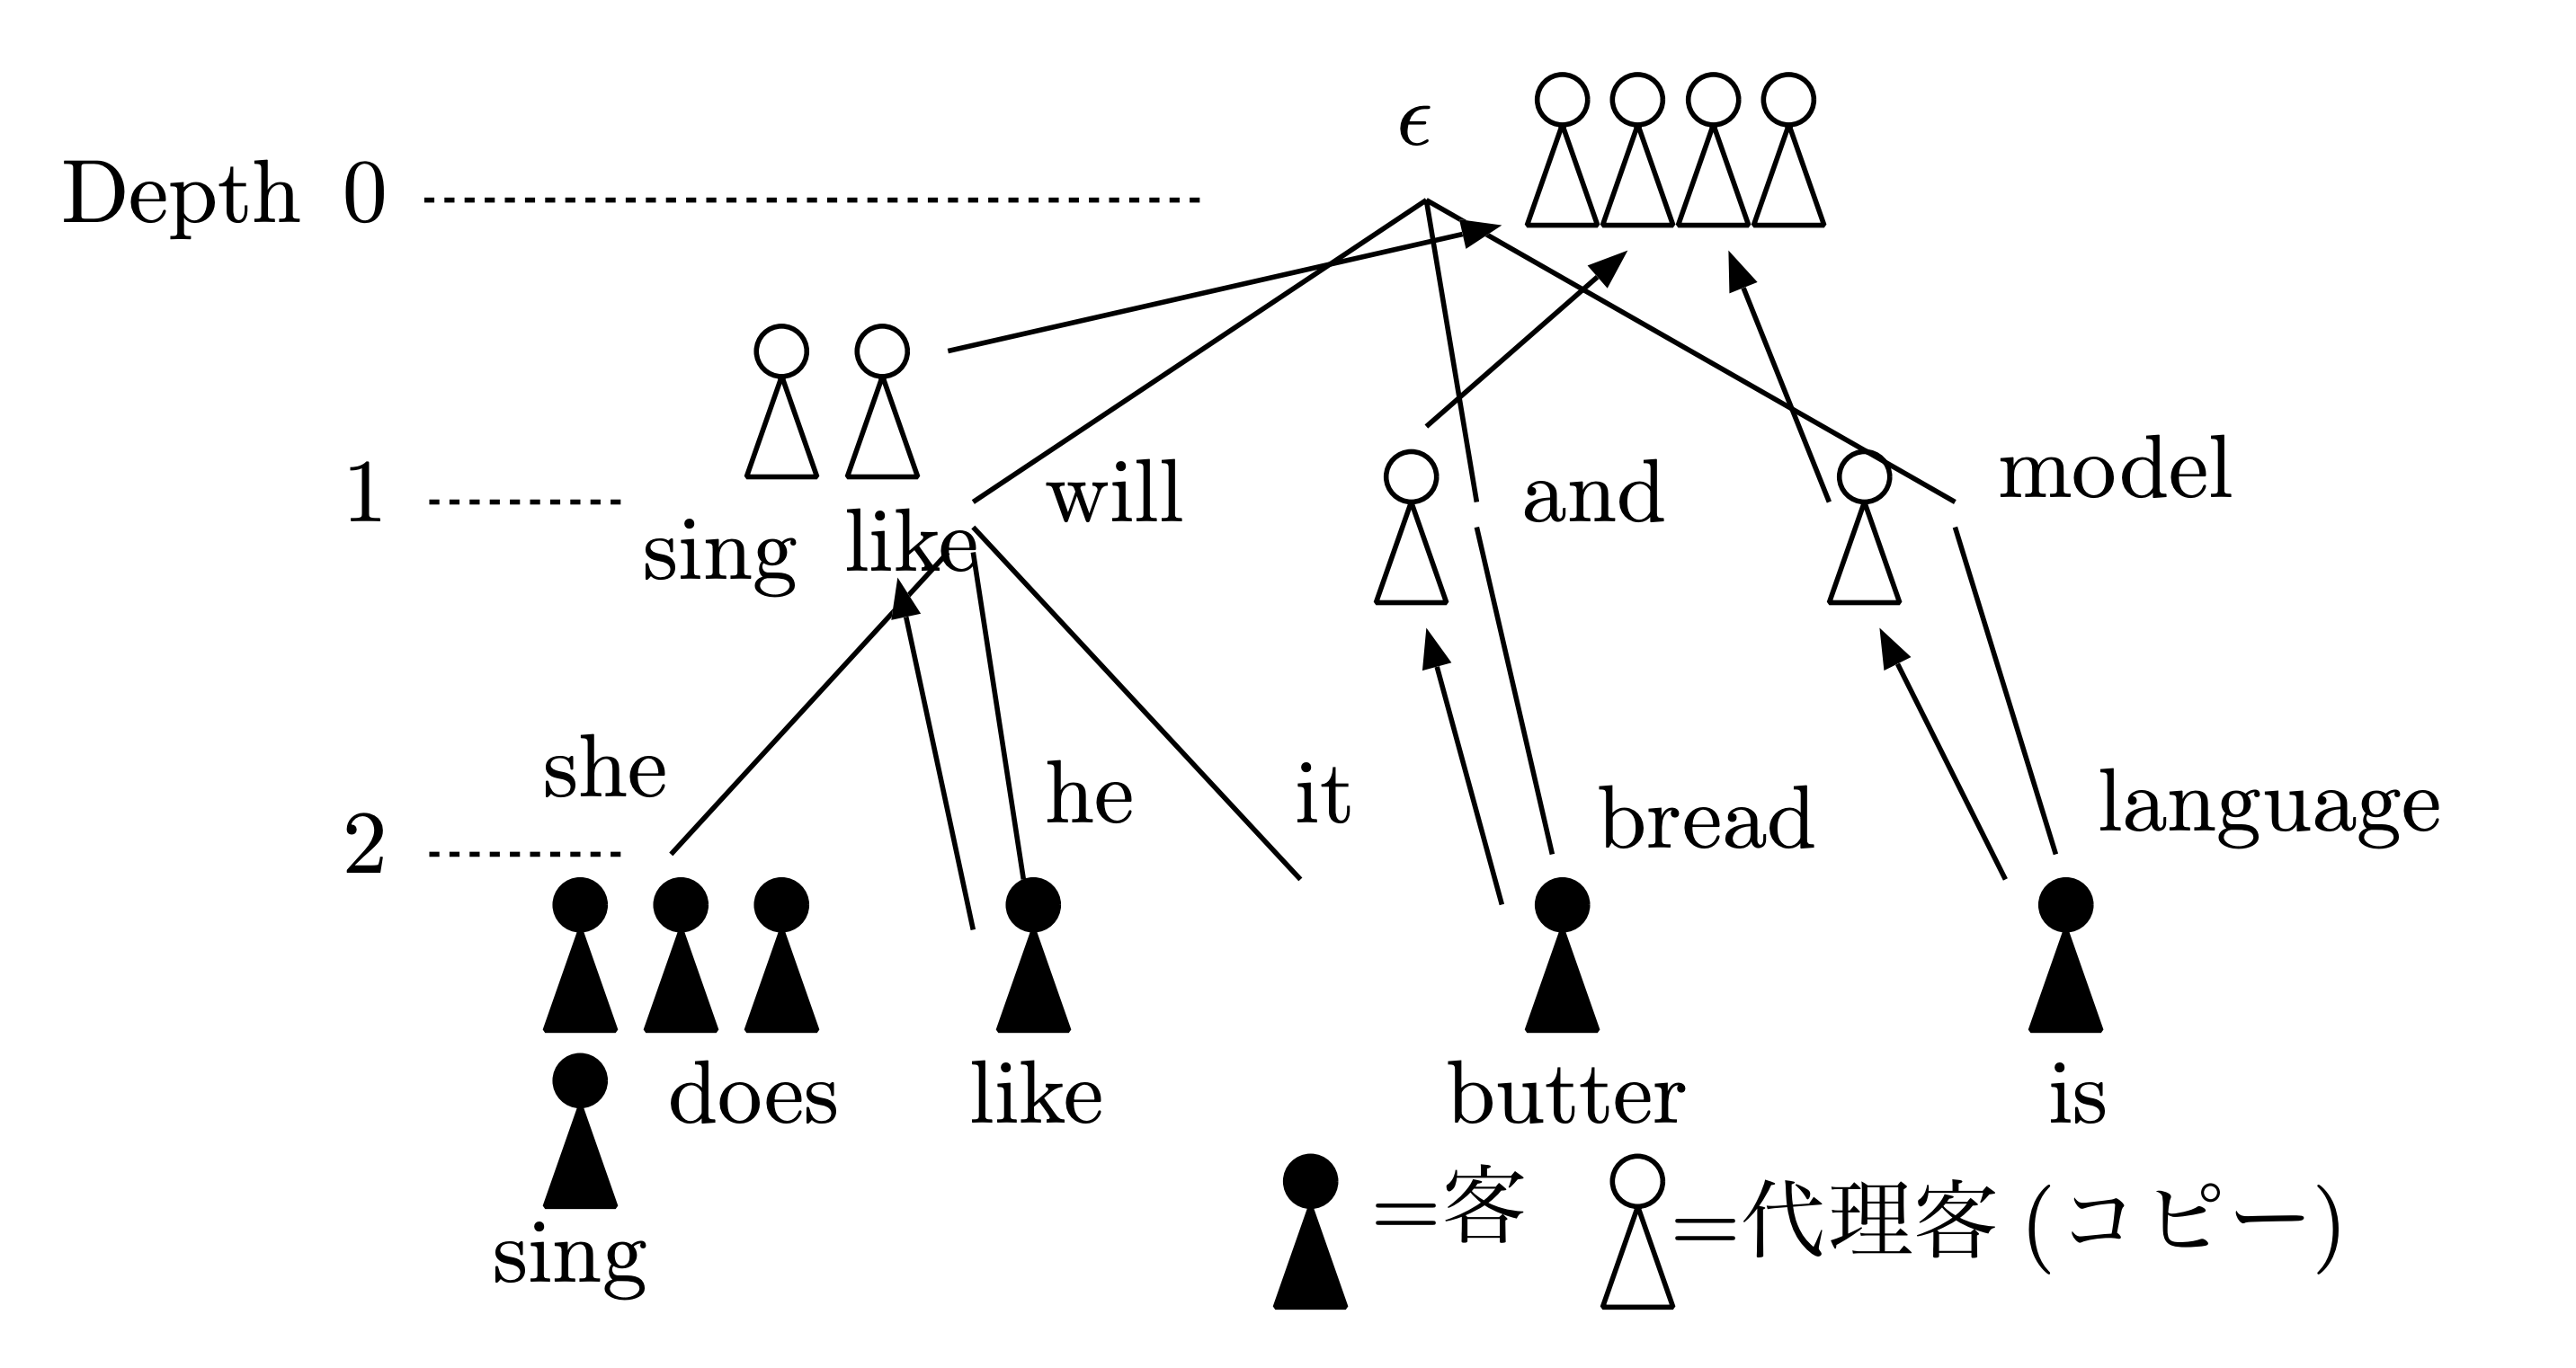 ϵ
Depth 0
1
will
and
model
sing like
she
he
it
bread
language
2
does
like
butter
is
sing
=客
=代理客(コピー)